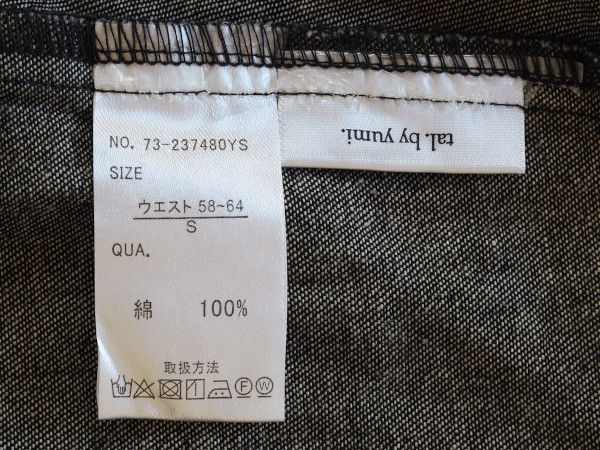 NO. 73-237480YS
SIZE
ウエスト 58~64
S
QUA.
綿 100%
取扱方法
F W
tal. by yumi.